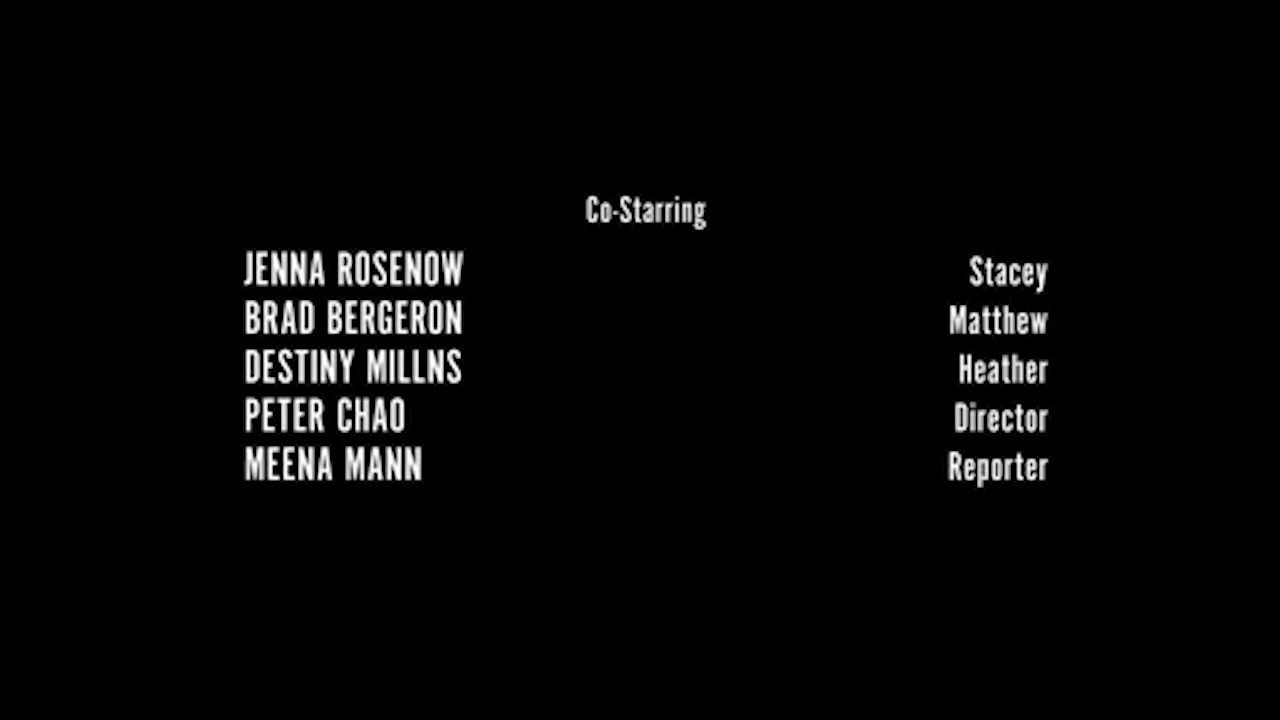 Co-Starring
JENNA ROSENOW Stacey
BRAD BERGERON Matthew
DESTINY MILLNS Heather
PETER CHAO Director
MEENA MANN Reporter